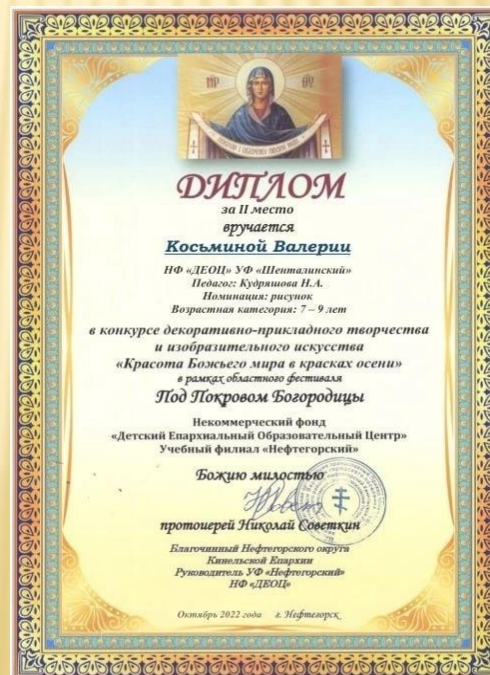 МР ΘΥ
ДИПЛОМ
за II место
вручается
Косьминой Валерии
НФ «ДЕОЦ» УФ «Шенталинский»
Педагог: Кудряшова Н.А.
Номинация: рисунок
Возрастная категория: 7 – 9 лет
в конкурсе декоративно-прикладного творчества
и изобразительного искусства
«Красота Божьего мира в красках осени»
в рамках областного фестиваля
Под Покровом Богородицы
Некоммерческий фонд
«Детский Епархиальный Образовательный Центр»
Учебный филиал «Нефтегорский»
Божию милостью
протоиерей Николай Советкин
Благочинный Нефтегорского округа
Кинельской Епархии
Руководитель УФ «Нефтегорский»
НФ «ДЕОЦ»
Октябрь 2022 года г. Нефтегорск